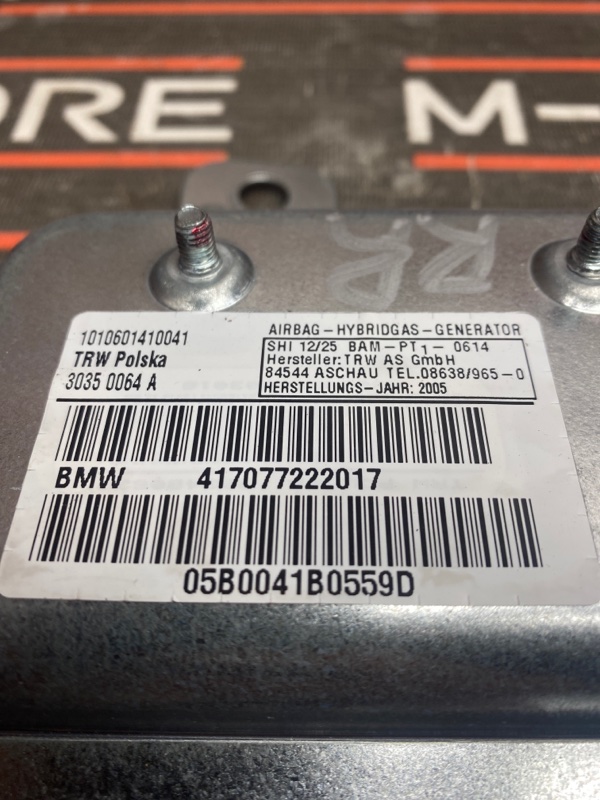 ORE M-
RR
1010601410041
TRW Polska
3035 0064 A
AIRBAG-HYBRIDGAS-GENERATOR
SHI 12/25 BAM-PT1-0614
Hersteller:TRW AS GmbH
84544 ASCHAU TEL.08638/965-0
HERSTELLUNGS-JAHR: 2005
BMW 417077222017
05B0041B0559D